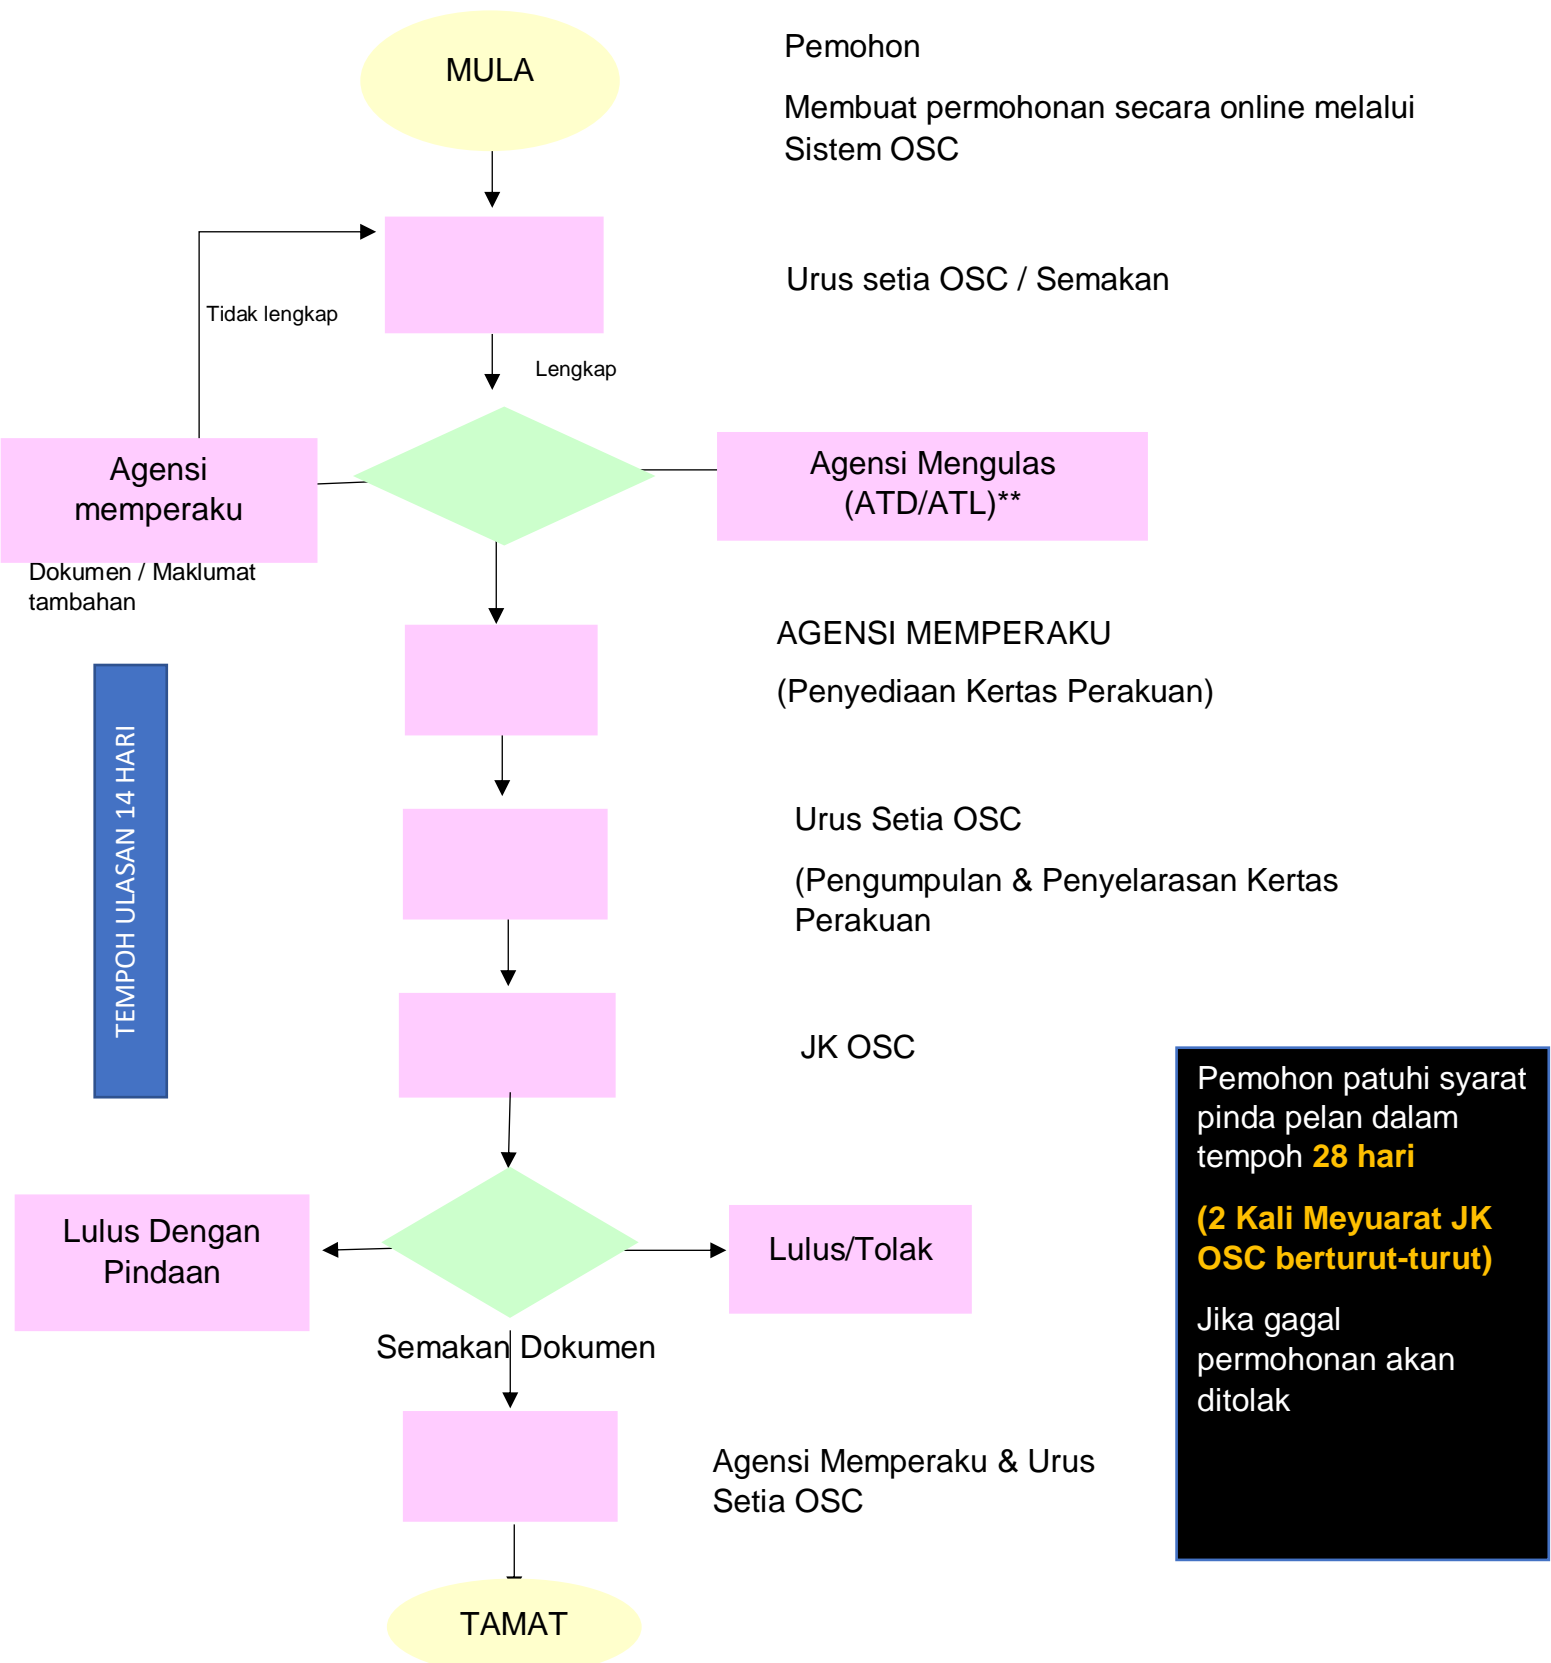 MULA
Pemohon
Membuat permohonan secara online melalui
Sistem OSC
Urus setia OSC / Semakan
Tidak lengkap
Lengkap
Agensi
memperaku
Agensi Mengulas
(ATD/ATL)**
Dokumen / Maklumat
tambahan
AGENSI MEMPERAKU
(Penyediaan Kertas Perakuan)
TEMPOH ULASAN 14 HARI
Urus Setia OSC
(Pengumpulan & Penyelarasan Kertas
Perakuan
JK OSC
Pemohon patuhi syarat
pinda pelan dalam
tempoh 28 hari
(2 Kali Meyuarat JK
OSC berturut-turut)
Jika gagal
permohonan akan
ditolak
Lulus Dengan
Pindaan
Lulus/Tolak
Semakan Dokumen
Agensi Memperaku & Urus
Setia OSC
TAMAT